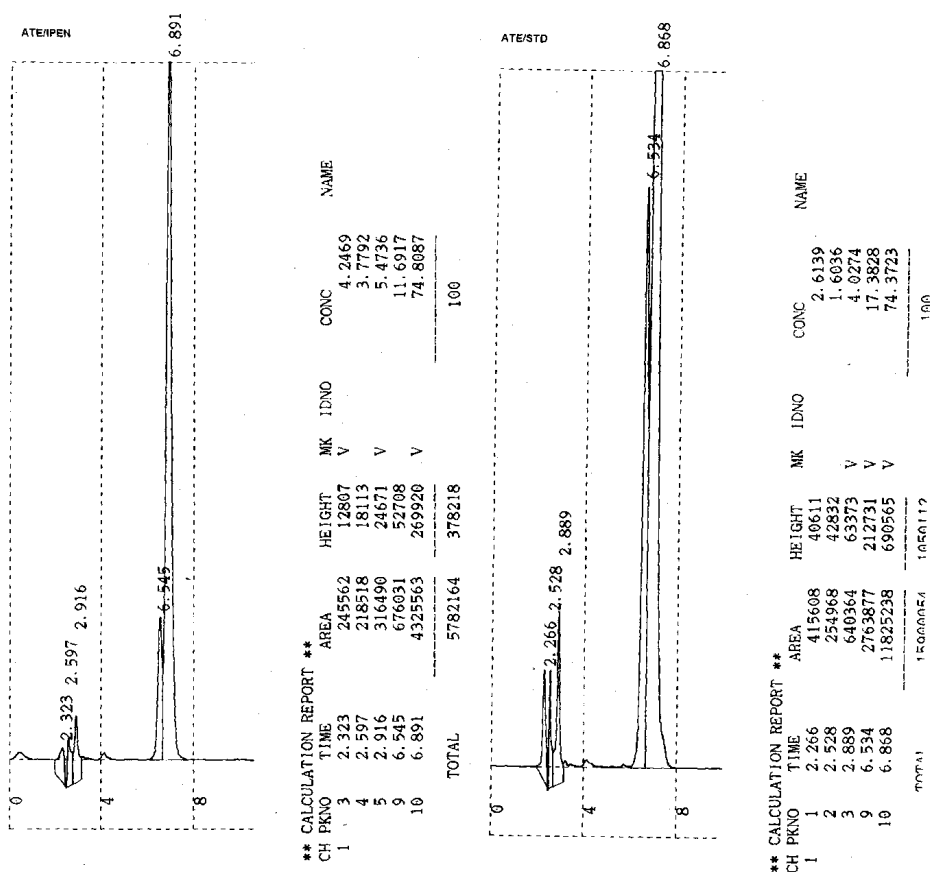 ATE/IPEN
6.891
2.323
2.597
2.916
6.545
0
4
8
** CALCULATION REPORT **
CH PKNO TIME AREA HEIGHT MK IDNO CONC NAME
1 3 2.323 245562 12807 V 4.2469
4 2.597 218518 18113 3.7792
5 2.916 316490 24671 V 5.4736
9 6.545 676031 52708 11.6917
10 6.891 4325563 269920 V 74.8087
TOTAL 5782164 378218 100
ATE/STD
6.868
2.266
2.528
2.889
6.534
0
4
8
** CALCULATION REPORT **
CH PKNO TIME AREA HEIGHT MK IDNO CONC NAME
1 1 2.266 415608 40611 2.6139
2 2.528 254968 42832 1.6036
3 2.889 640364 63373 V 4.0274
9 6.534 2763877 212731 V 17.3828
10 6.868 11825238 690565 V 74.3723
TOTAL 1050112 100